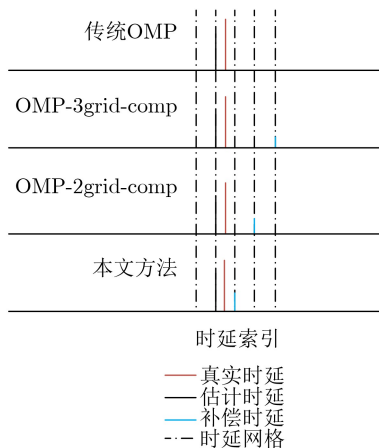 传统OMP
OMP-3grid-comp
OMP-2grid-comp
本文方法
时延索引
真实时延
估计时延
补偿时延
时延网格